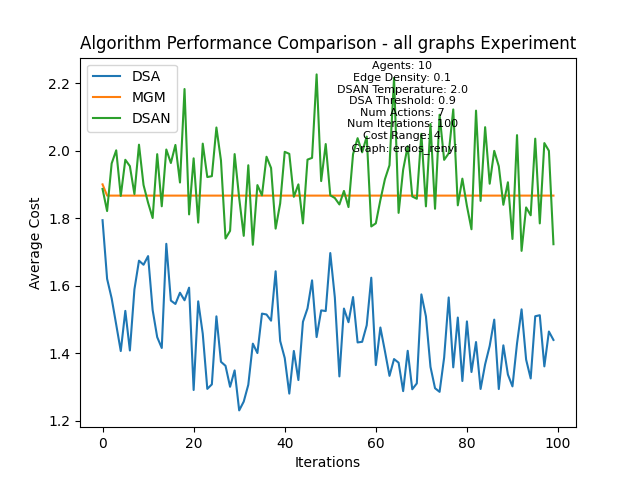 Algorithm Performance Comparison - all graphs Experiment
DSA
MGM
DSAN
Agents: 10
Edge Density: 0.1
DSAN Temperature: 2.0
DSA Threshold: 0.9
Num Actions: 7
Num Iterations: 100
Cost Range: 4
Graph: erdos_renyi
Average Cost
2.2
2.0
1.8
1.6
1.4
1.2
0 20 40 60 80 100
Iterations